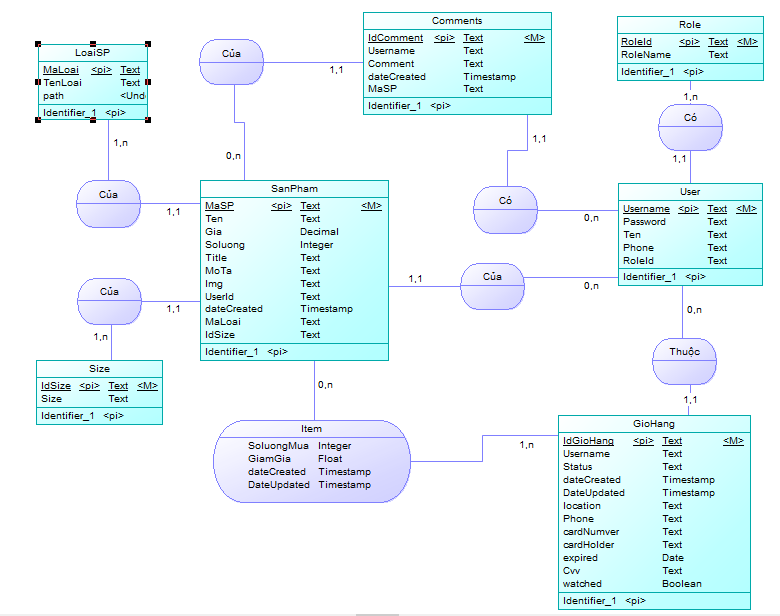 LoaiSP
MaLoai <pi> Text
TenLoai Text
path <Und
Identifier_1 <pi>
Của
Comments
IdComment <pi> Text <M>
Username Text
Comment Text
dateCreated Timestamp
MaSP Text
Identifier_1 <pi>
Role
RoleId <pi> Text <M>
RoleName Text
Identifier_1 <pi>
1,1
1,n
0,n
1,1
1,n
Có
1,1
Của
1,1
SanPham
MaSP <pi> Text <M>
Ten Text
Gia Decimal
Soluong Integer
Title Text
MoTa Text
Img Text
UserId Text
dateCreated Timestamp
MaLoai Text
IdSize Text
Identifier_1 <pi>
Có
0,n
User
Username <pi> Text <M>
Password Text
Ten Text
Phone Text
RoleId Text
Identifier_1 <pi>
1,1
Của
0,n
Của
1,1
1,n
0,n
Thuộc
1,1
Size
IdSize <pi> Text <M>
Size Text
Identifier_1 <pi>
0,n
Item
SoluongMua Integer
GiamGia Float
dateCreated Timestamp
DateUpdated Timestamp
1,n
GioHang
IdGioHang <pi> Text <M>
Username Text
Status Text
dateCreated Timestamp
DateUpdated Timestamp
location Text
Phone Text
cardNumver Text
cardHolder Text
expired Date
Cvv Text
watched Boolean
Identifier_1 <pi>